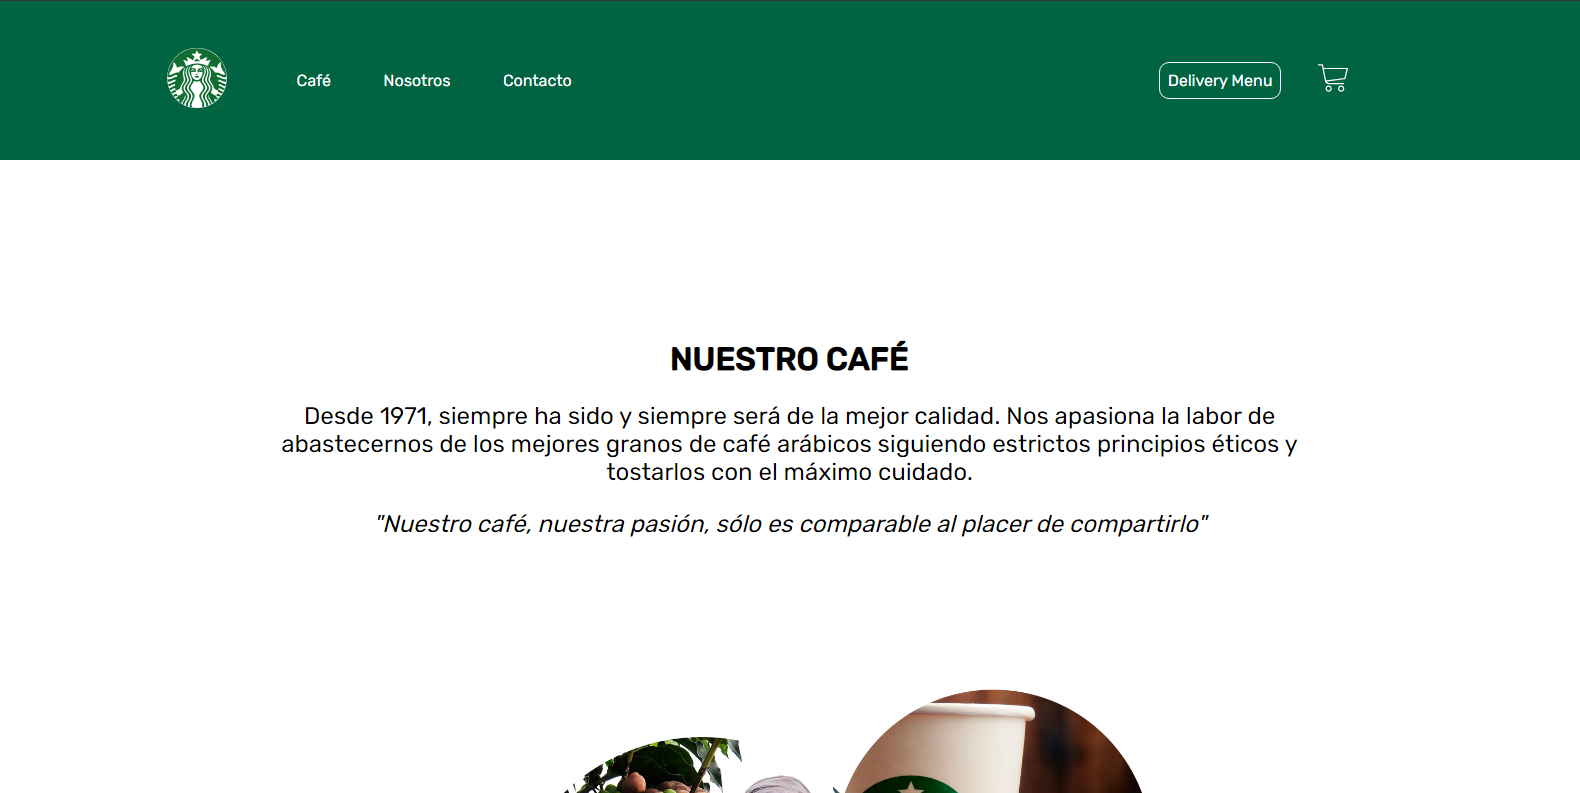 Café
Nosotros
Contacto
Delivery Menu
NUESTRO CAFÉ
Desde 1971, siempre ha sido y siempre será de la mejor calidad. Nos apasiona la labor de
abastecernos de los mejores granos de café arábicos siguiendo estrictos principios éticos y
tostarlos con el máximo cuidado.
"Nuestro café, nuestra pasión, sólo es comparable al placer de compartirlo"